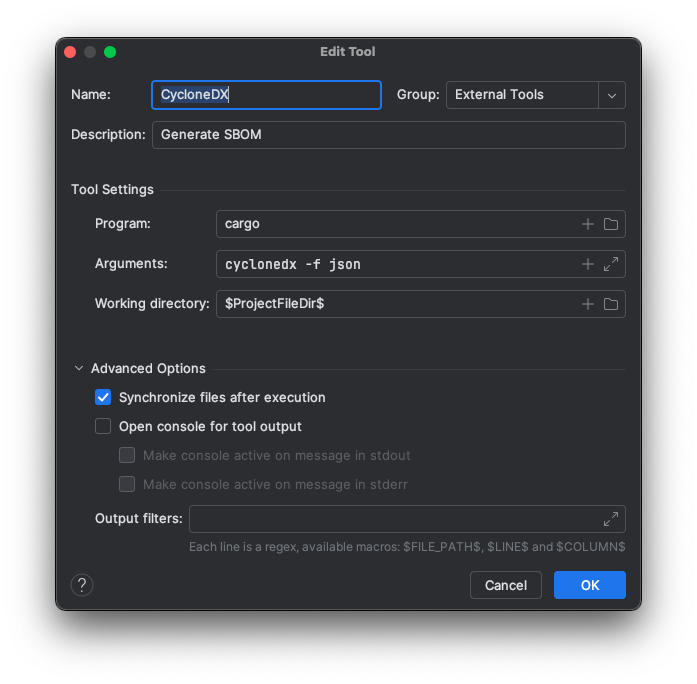 Edit Tool
Name: CycloneDX Group: External Tools
Description: Generate SBOM
Tool Settings
Program: cargo
Arguments: cyclonedx -f json
Working directory: $ProjectFileDir$
Advanced Options
Synchronize files after execution
Open console for tool output
Make console active on message in stdout
Make console active on message in stderr
Output filters:
Each line is a regex, available macros: $FILE_PATH$, $LINE$ and $COLUMN$
? Cancel OK